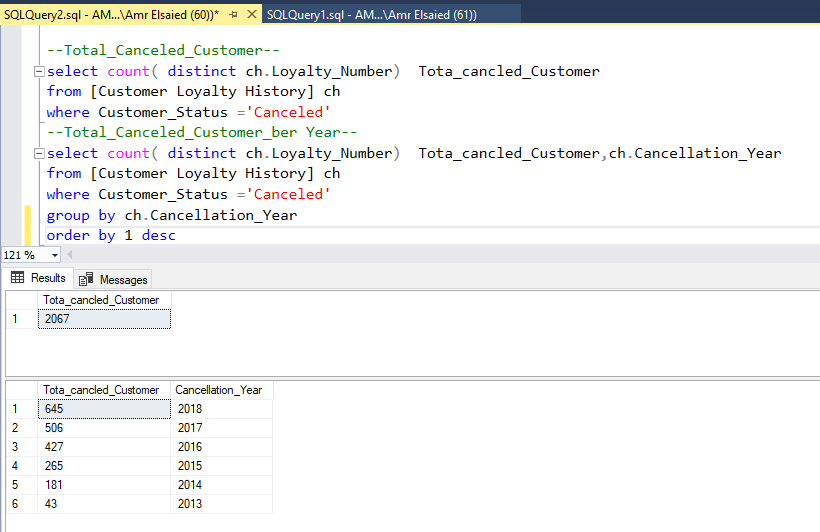 SQLQuery2.sql - AM...\Amr Elsaied (60))* SQLQuery1.sql - AM...\Amr Elsaied (61))
--Total_Canceled_Customer--
select count( distinct ch.Loyalty_Number)  Tota_cancled_Customer
from [Customer Loyalty History] ch
where Customer_Status ='Canceled'
--Total_Canceled_Customer_ber Year--
select count( distinct ch.Loyalty_Number)  Tota_cancled_Customer,ch.Cancellation_Year
from [Customer Loyalty History] ch
where Customer_Status ='Canceled'
group by ch.Cancellation_Year
order by 1 desc
121 %
Results Messages
Tota_cancled_Customer
1 2067
Tota_cancled_Customer Cancellation_Year
1 645 2018
2 506 2017
3 427 2016
4 265 2015
5 181 2014
6 43 2013